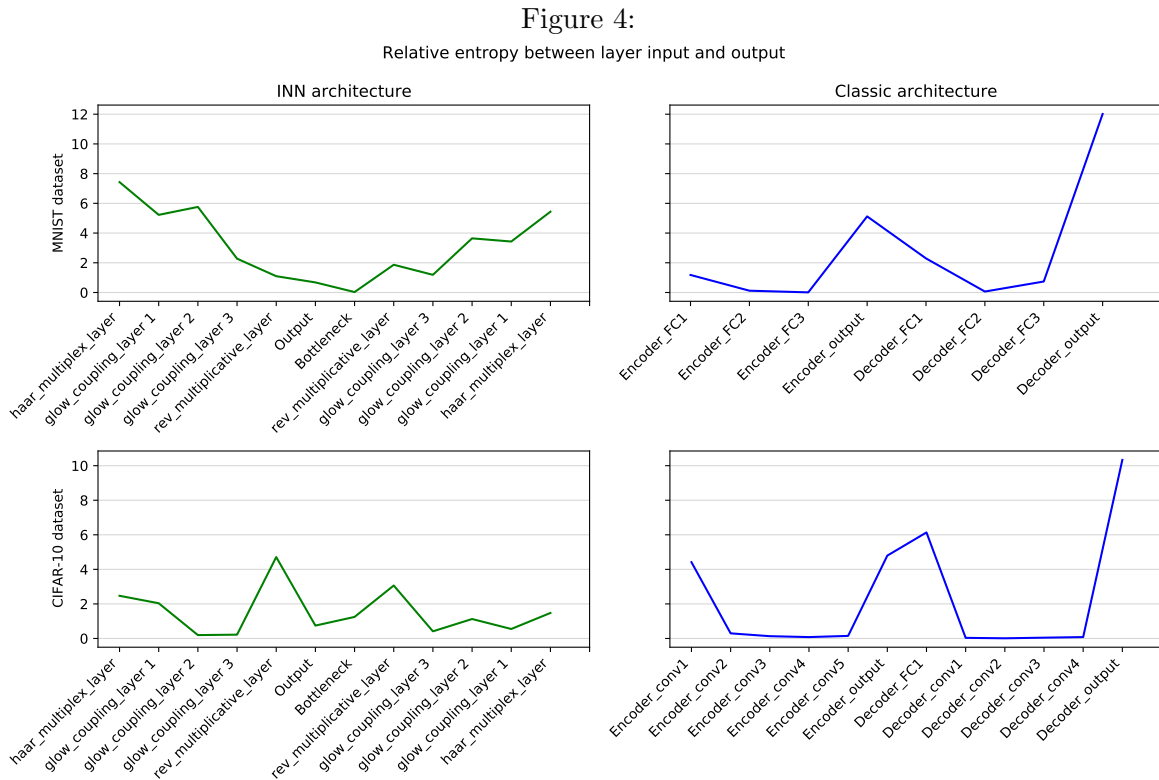 Figure 4:
Relative entropy between layer input and output
INN architecture
Classic architecture
MNIST dataset
12
10
8
6
4
2
0
haar_multiplex_layer
glow_coupling_layer 1
glow_coupling_layer 2
glow_coupling_layer 3
rev_multiplicative_layer
Output
Bottleneck
rev_multiplicative_layer
glow_coupling_layer 3
glow_coupling_layer 2
glow_coupling_layer 1
haar_multiplex_layer
Encoder_FC1
Encoder_FC2
Encoder_FC3
Encoder_output
Decoder_FC1
Decoder_FC2
Decoder_FC3
Decoder_output
CIFAR-10 dataset
10
8
6
4
2
0
haar_multiplex_layer
glow_coupling_layer 1
glow_coupling_layer 2
glow_coupling_layer 3
rev_multiplicative_layer
Output
Bottleneck
rev_multiplicative_layer
glow_coupling_layer 3
glow_coupling_layer 2
glow_coupling_layer 1
haar_multiplex_layer
Encoder_conv1
Encoder_conv2
Encoder_conv3
Encoder_conv4
Encoder_conv5
Encoder_output
Decoder_FC1
Decoder_conv1
Decoder_conv2
Decoder_conv3
Decoder_conv4
Decoder_output